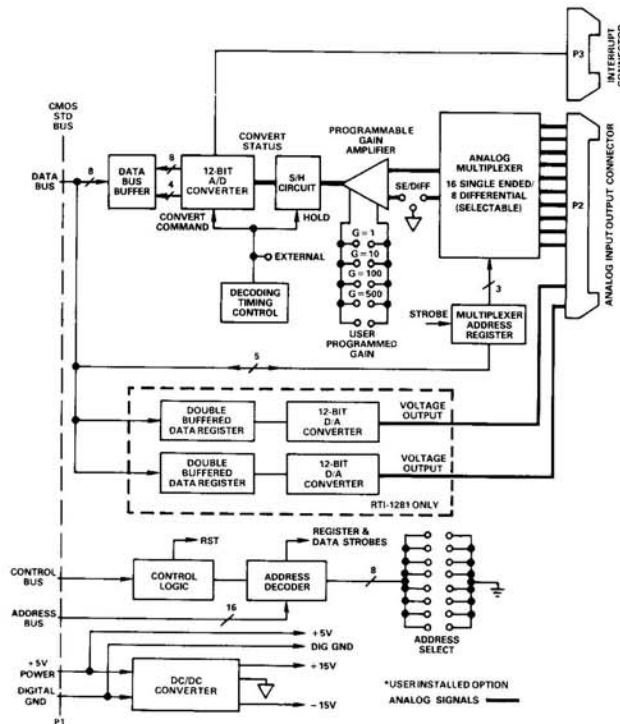 P3
INTERRUPT
CMOS
STD
BUS
CONVERT
STATUS
PROGRAMMABLE
GAIN
AMPLIFIER
DATA
BUS
8
DATA
BUS
BUFFER
8
4
12-BIT
A/D
CONVERTER
S/H
CIRCUIT
SE/DIFF
ANALOG
MULTIPLEXER
16 SINGLE ENDED/
8 DIFFERENTIAL
(SELECTABLE)
P2
ANALOG INPUT OUTPUT CONNECTOR
CONVERT
COMMAND
HOLD
EXTERNAL
DECODING
TIMING
CONTROL
G = 1
G = 10
G = 100
G = 500
USER
PROGRAMMED
GAIN
3
STROBE
MULTIPLEXER
ADDRESS
REGISTER
5
DOUBLE
BUFFERED
DATA REGISTER
12-BIT
D/A
CONVERTER
VOLTAGE
OUTPUT
DOUBLE
BUFFERED
DATA REGISTER
12-BIT
D/A
CONVERTER
VOLTAGE
OUTPUT
RTI-1281 ONLY
RST
REGISTER &
DATA STROBES
CONTROL
BUS
CONTROL
LOGIC
ADDRESS
DECODER
8
ADDRESS
BUS
16
ADDRESS
SELECT
+5V
DIG GND
+5V
POWER
DIGITAL
GND
DC/DC
CONVERTER
+15V
-15V
P1
*USER INSTALLED OPTION
ANALOG SIGNALS